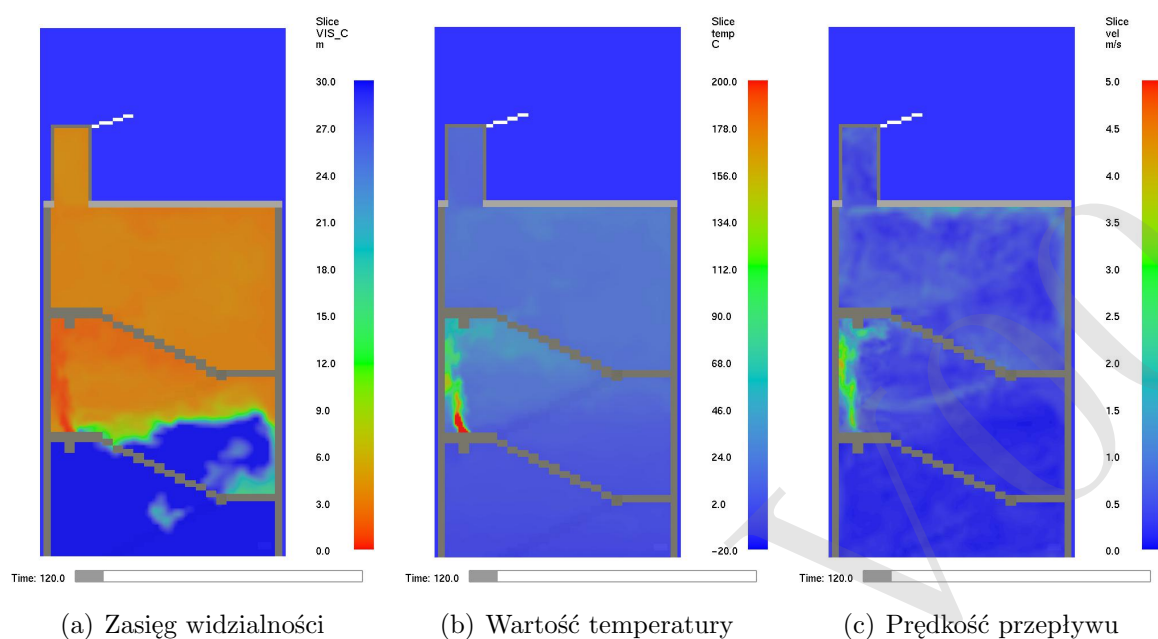 Slice
VIS_C
m
30.0
27.0
24.0
21.0
18.0
15.0
12.0
9.0
6.0
3.0
0.0
Time: 120.0
(a) Zasięg widzialności
Slice
temp
C
200.0
178.0
156.0
134.0
112.0
90.0
68.0
46.0
24.0
2.0
-20.0
Time: 120.0
(b) Wartość temperatury
Slice
vel
m/s
5.0
4.5
4.0
3.5
3.0
2.5
2.0
1.5
1.0
0.5
0.0
Time: 120.0
(c) Prędkość przepływu